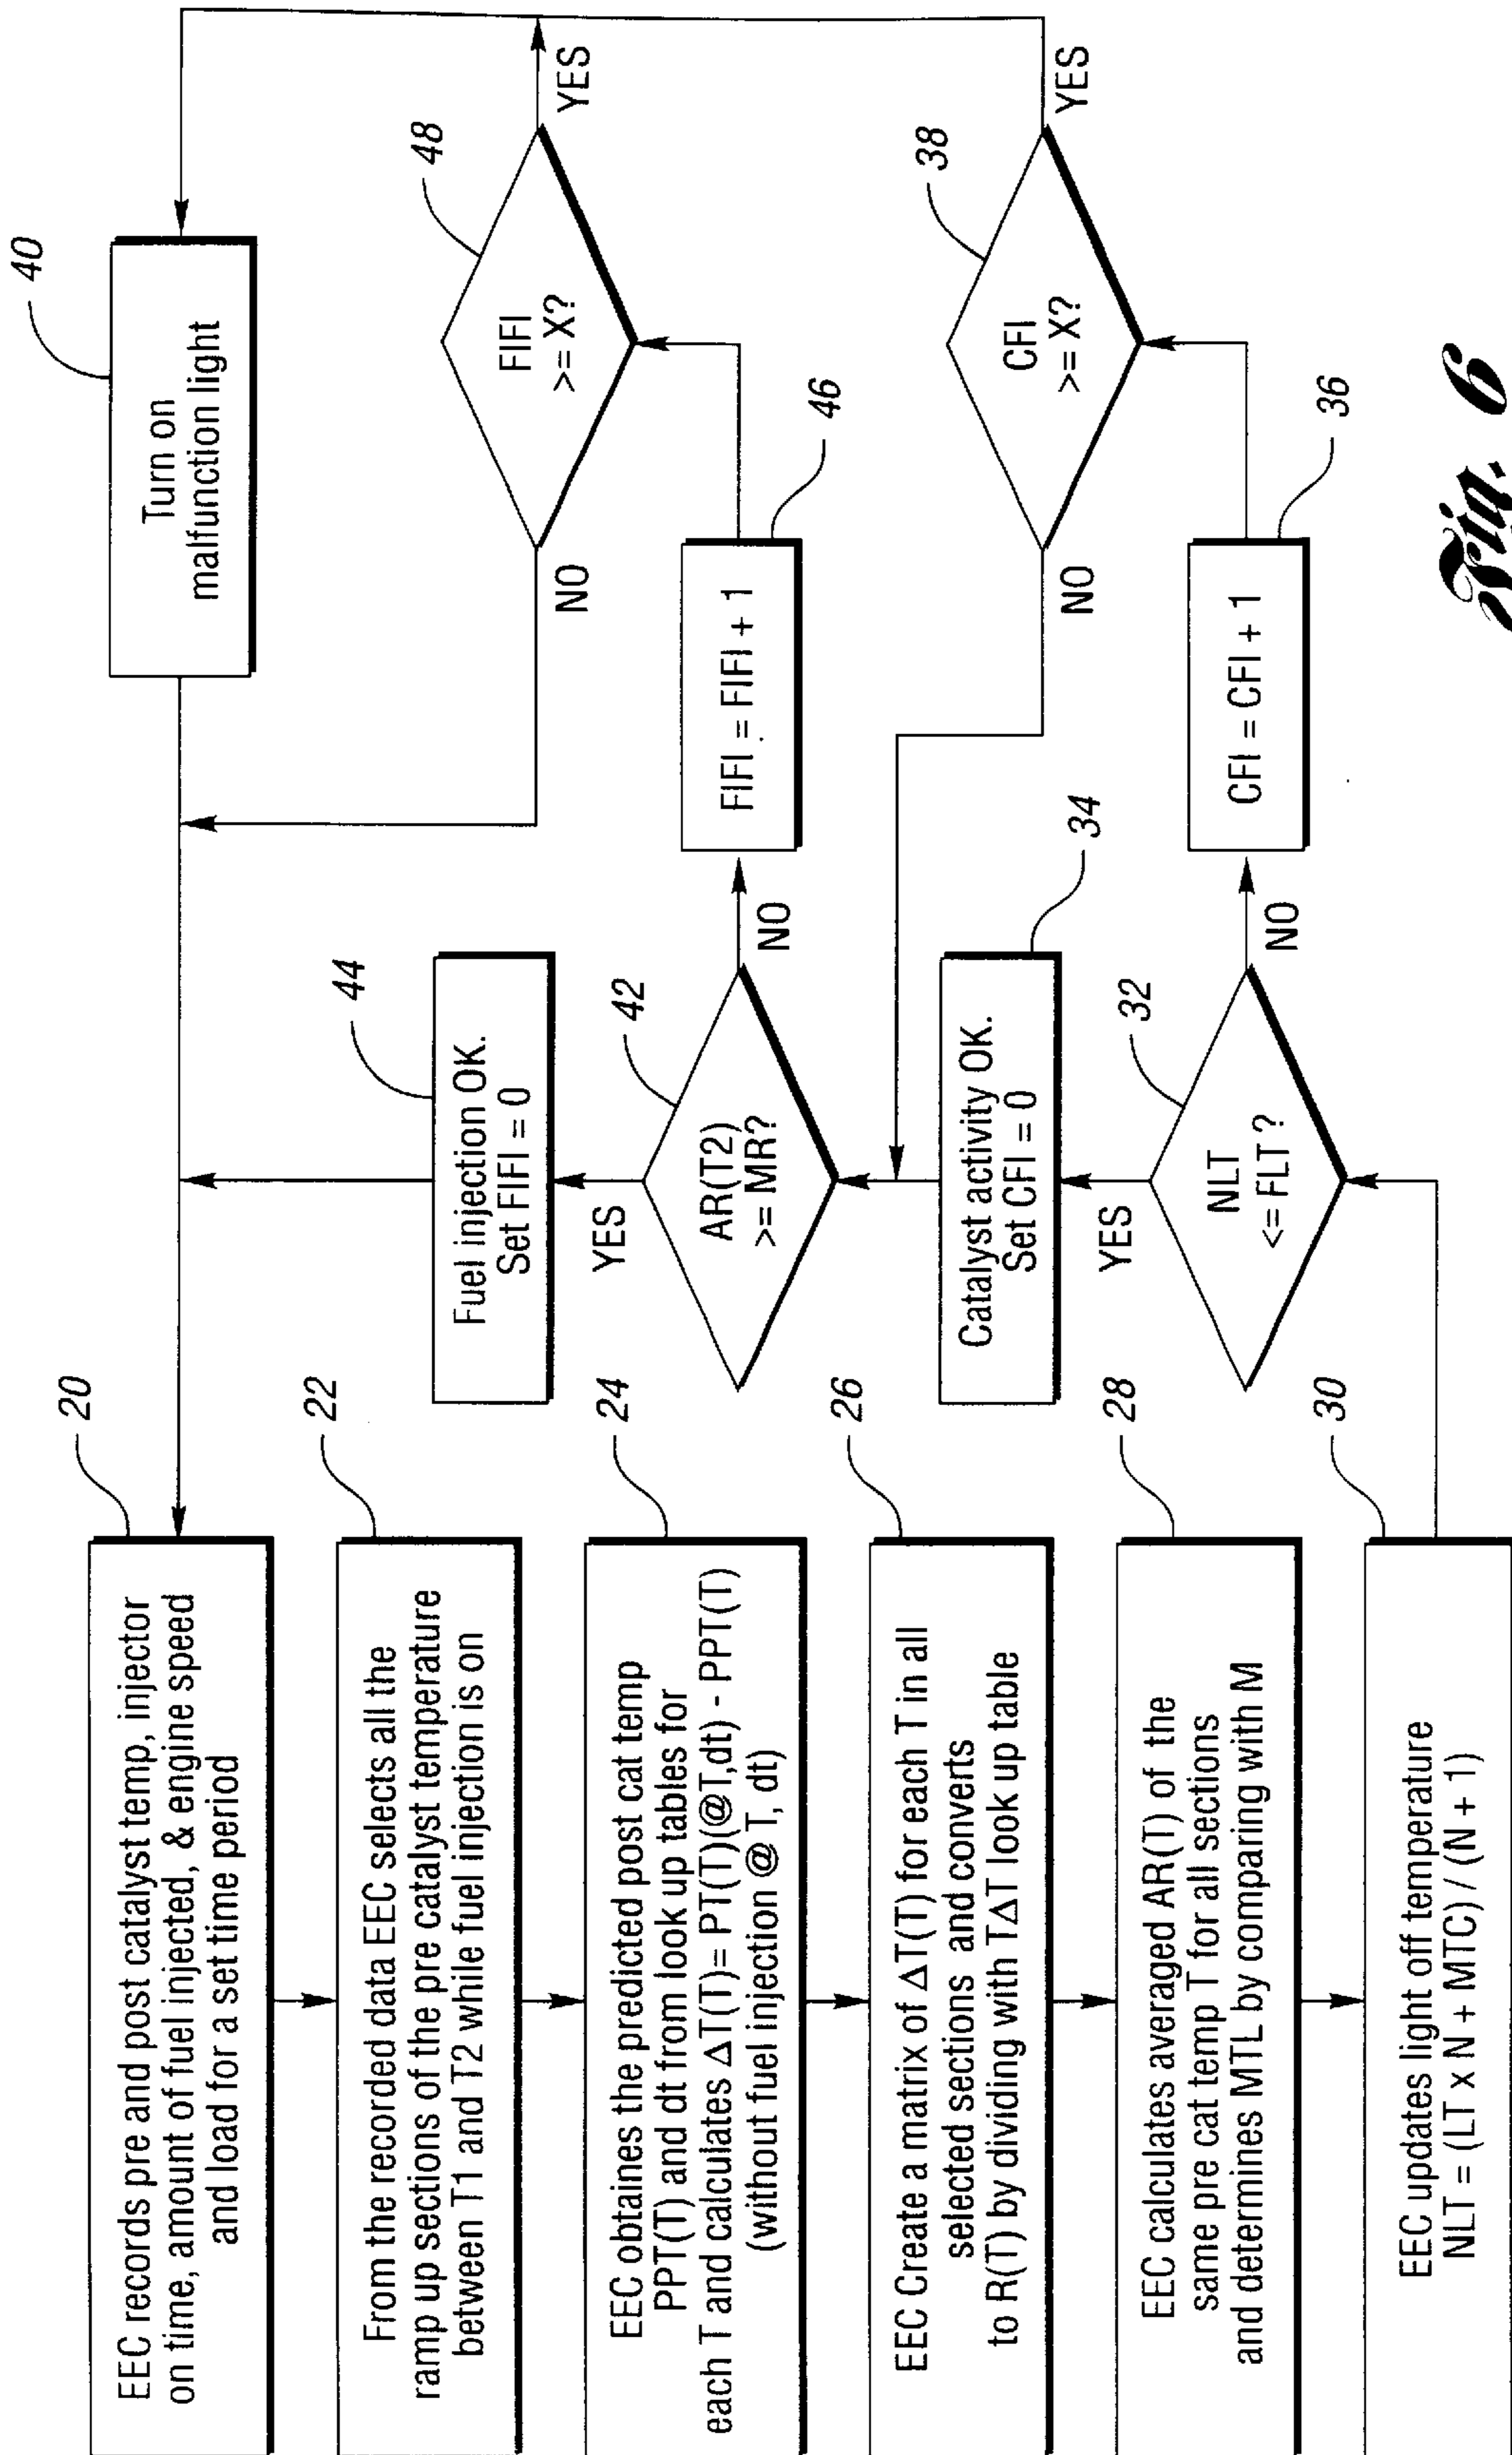 20
EEC records pre and post catalyst temp, injector
on time, amount of fuel injected, & engine speed
and load for a set time period
22
From the recorded data EEC selects all the
ramp up sections of the pre catalyst temperature
between T1 and T2 while fuel injection is on
24
EEC obtaines the predicted post cat temp
PPT(T) and dt from look up tables for
each T and calculates ΔT(T)= PT(T)(@T,dt) - PPT(T)
(without fuel injection @ T, dt)
26
EEC Create a matrix of ΔT(T) for each T in all
selected sections and converts
to R(T) by dividing with TΔT look up table
28
EEC calculates averaged AR(T) of the
same pre cat temp T for all sections
and determines MTL by comparing with M
30
EEC updates light off temperature
NLT = (LT x N + MTC) / (N + 1)
32
NLT
<= FLT ?
YES
NO
34
Catalyst activity OK.
Set CFI = 0
36
CFI = CFI + 1
38
CFI
>= X?
NO
YES
42
AR(T2)
>= MR?
YES
NO
44
Fuel injection OK.
Set FIFI = 0
46
FIFI = FIFI + 1
48
FIFI
>= X?
NO
YES
40
Turn on
malfunction light
Fig. 6